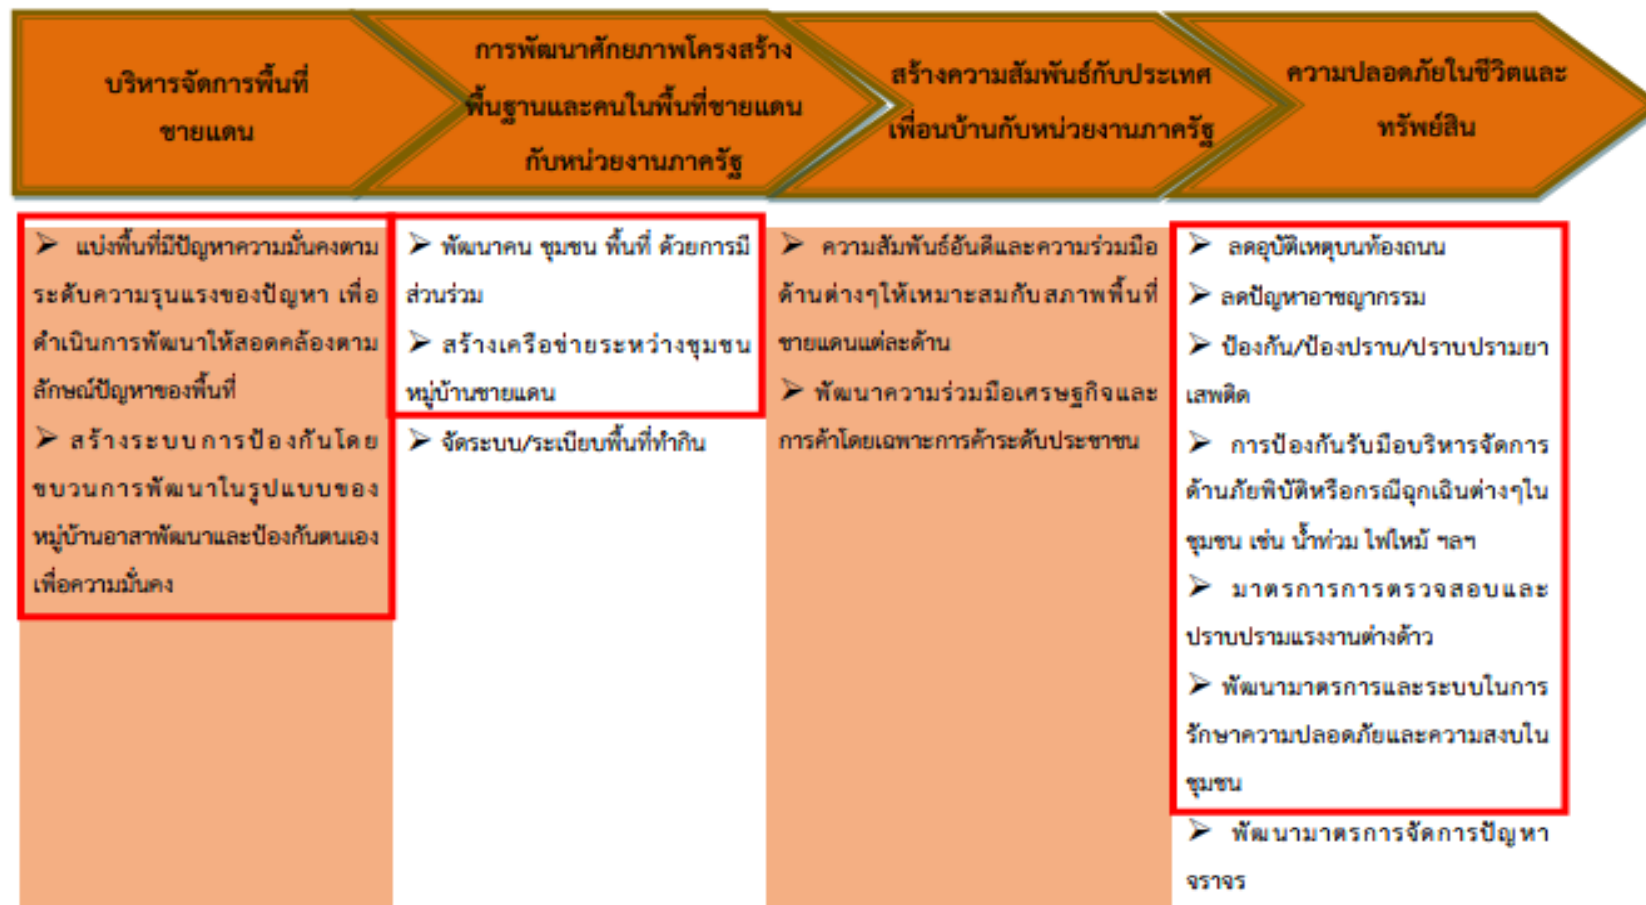 บริหารจัดการพื้นที่
ชายแดน
การพัฒนาศักยภาพโครงสร้าง
พื้นฐานและคนในพื้นที่ชายแดน
กับหน่วยงานภาครัฐ
สร้างความสัมพันธ์กับประเทศ
เพื่อนบ้านกับหน่วยงานภาครัฐ
ความปลอดภัยในชีวิตและ
ทรัพย์สิน
➢ แบ่งพื้นที่มีปัญหาความมั่นคงตาม
ระดับความรุนแรงของปัญหา เพื่อ
ดำเนินการพัฒนาให้สอดคล้องตาม
ลักษณ์ปัญหาของพื้นที่
➢ สร้างระบบการป้องกันโดย
ขบวนการพัฒนาในรูปแบบของ
หมู่บ้านอาสาพัฒนาและป้องกันตนเอง
เพื่อความมั่นคง
➢ พัฒนาคน ชุมชน พื้นที่ ด้วยการมี
ส่วนร่วม
➢ สร้างเครือข่ายระหว่างชุมชน
หมู่บ้านชายแดน
➢ จัดระบบ/ระเบียบพื้นที่ทำกิน
➢ ความสัมพันธ์อันดีและความร่วมมือ
ด้านต่างๆให้เหมาะสมกับสภาพพื้นที่
ชายแดนแต่ละด้าน
➢ พัฒนาความร่วมมือเศรษฐกิจและ
การค้าโดยเฉพาะการค้าระดับประชาชน
➢ ลดอุบัติเหตุบนท้องถนน
➢ ลดปัญหาอาชญากรรม
➢ ป้องกัน/ป้องปราบ/ปราบปรามยา
เสพติด
➢ การป้องกันรับมือบริหารจัดการ
ด้านภัยพิบัติหรือกรณีฉุกเฉินต่างๆใน
ชุมชน เช่น น้ำท่วม ไฟไหม้ ฯลฯ
➢ มาตรการการตรวจสอบและ
ปราบปรามแรงงานต่างด้าว
➢ พัฒนามาตรการและระบบในการ
รักษาความปลอดภัยและความสงบใน
ชุมชน
➢ พัฒนามาตรการจัดการปัญหา
จราจร